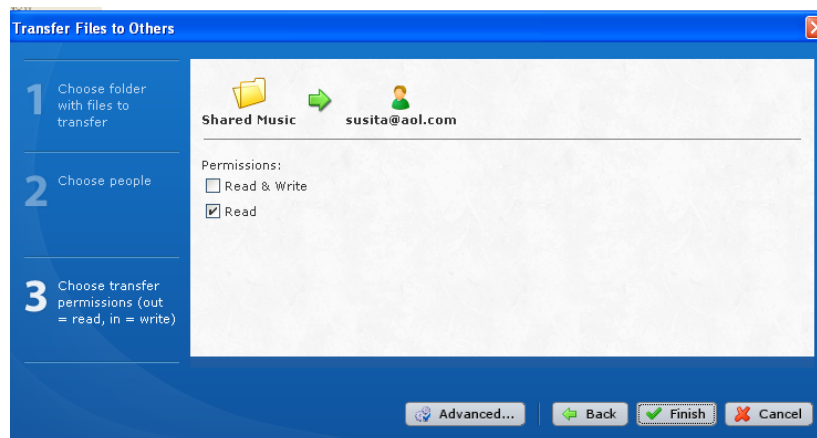 Transfer Files to Others
1 Choose folder
with files to
transfer
2 Choose people
3 Choose transfer
permissions (out
= read, in = write)
Shared Music susita@aol.com
Permissions:
Read & Write
Read
Advanced... Back Finish Cancel